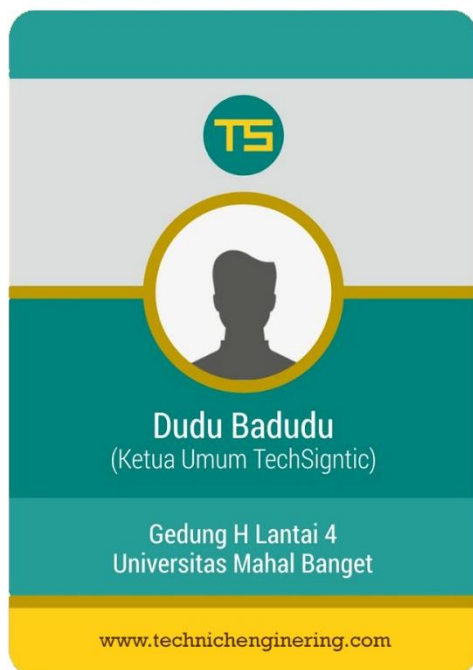 TS
Dudu Badudu
(Ketua Umum TechSigntic)
Gedung H Lantai 4
Universitas Mahal Banget
www.technichenginering.com